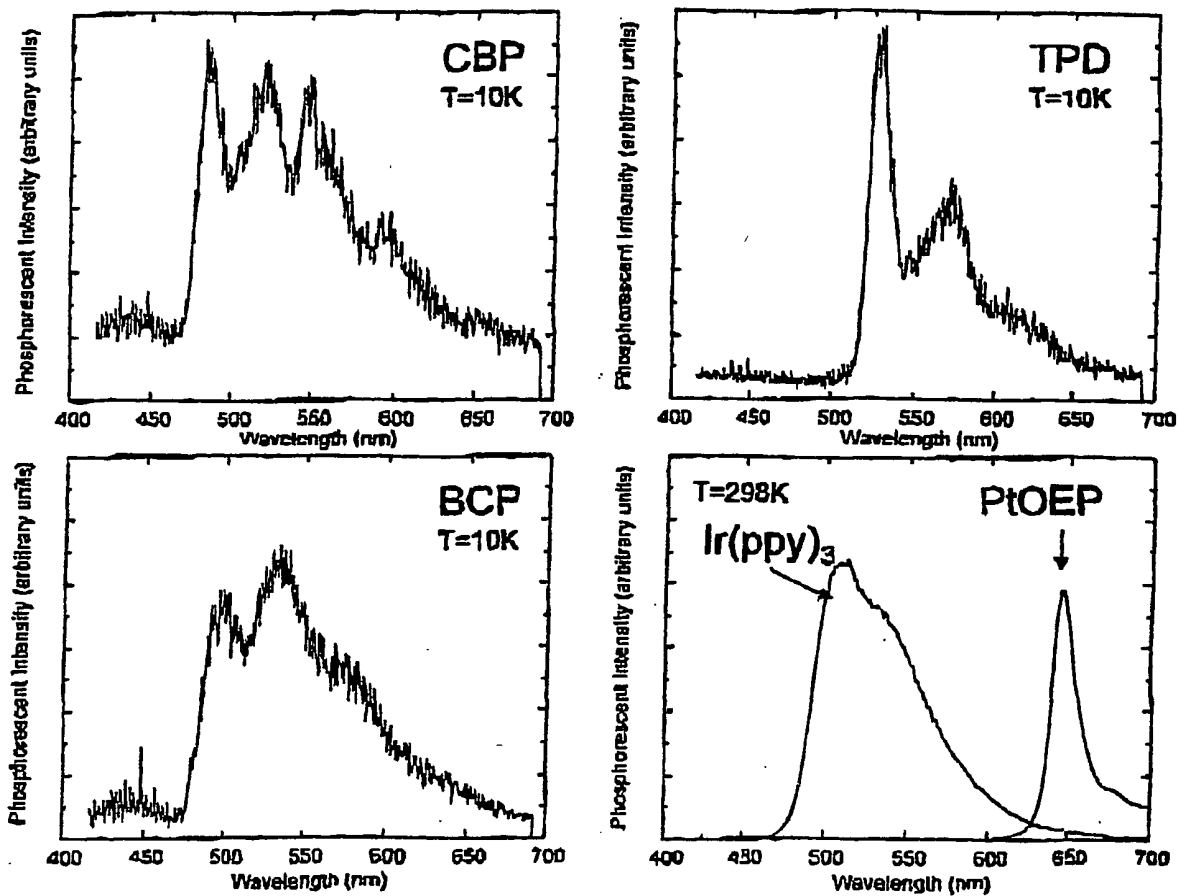 Phosphorescent Intensity (arbitrary units)
CBP
T=10K
400 450 500 550 600 650 700
Wavelength (nm)
Phosphorescent Intensity (arbitrary units)
TPD
T=10K
400 450 500 550 600 650 700
Wavelength (nm)
Phosphorescent Intensity (arbitrary units)
BCP
T=10K
400 450 500 550 600 650 700
Wavelength (nm)
Phosphorescent Intensity (arbitrary units)
T=298K
PtOEP
Ir(ppy)3
400 450 500 550 600 650 700
Wavelength (nm)